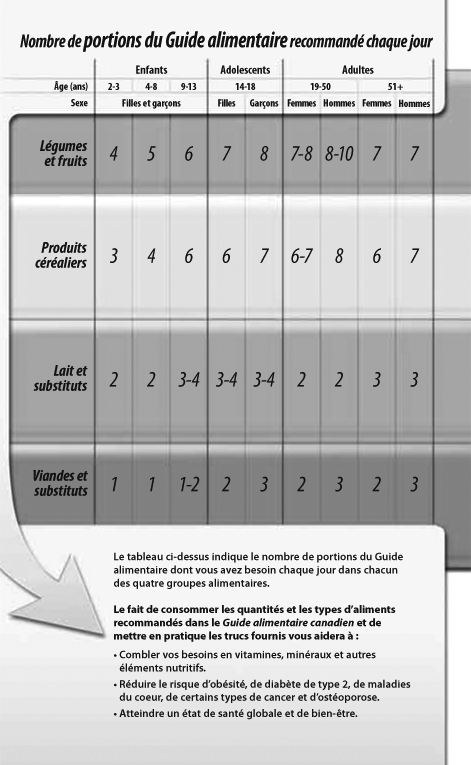 Nombre de portions du Guide alimentaire recommandé chaque jour
Enfants Adolescents Adultes
Âge (ans) 2-3 4-8 9-13 14-18 19-50 51+
Sexe Filles et garçons Filles Garçons Femmes Hommes Femmes Hommes
Légumes
et fruits 4 5 6 7 8 7-8 8-10 7 7
Produits
céréaliers 3 4 6 6 7 6-7 8 6 7
Lait et
substituts 2 2 3-4 3-4 3-4 2 2 3 3
Viandes et
substituts 1 1 1-2 2 3 2 3 2 3
Le tableau ci-dessus indique le nombre de portions du Guide
alimentaire dont vous avez besoin chaque jour dans chacun
des quatre groupes alimentaires.
Le fait de consommer les quantités et les types d'aliments
recommandés dans le Guide alimentaire canadien et de
mettre en pratique les trucs fournis vous aidera à :
• Combler vos besoins en vitamines, minéraux et autres
éléments nutritifs.
• Réduire le risque d'obésité, de diabète de type 2, de maladies
du coeur, de certains types de cancer et d'ostéoporose.
• Atteindre un état de santé globale et de bien-être.